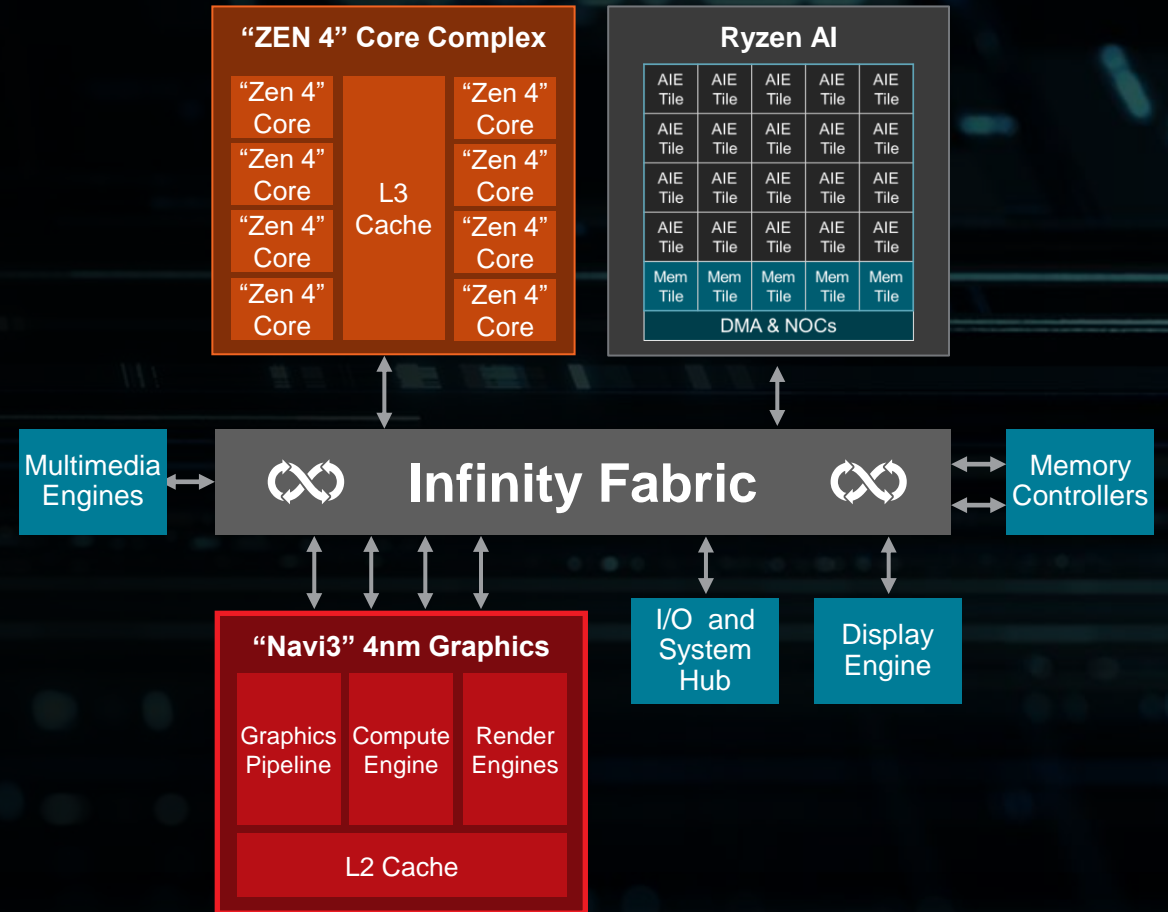 “ZEN 4” Core Complex
“Zen 4”
Core
“Zen 4”
Core
“Zen 4”
Core
“Zen 4”
Core
L3
Cache
“Zen 4”
Core
“Zen 4”
Core
“Zen 4”
Core
“Zen 4”
Core
Ryzen AI
AIE AIE AIE AIE AIE
Tile Tile Tile Tile Tile
AIE AIE AIE AIE AIE
Tile Tile Tile Tile Tile
AIE AIE AIE AIE AIE
Tile Tile Tile Tile Tile
AIE AIE AIE AIE AIE
Tile Tile Tile Tile Tile
Mem Mem Mem Mem Mem
Tile Tile Tile Tile Tile
DMA & NOCs
Multimedia
Engines
Infinity Fabric
Memory
Controllers
“Navi3” 4nm Graphics
Graphics
Pipeline
Compute
Engine
Render
Engines
L2 Cache
I/O and
System
Hub
Display
Engine